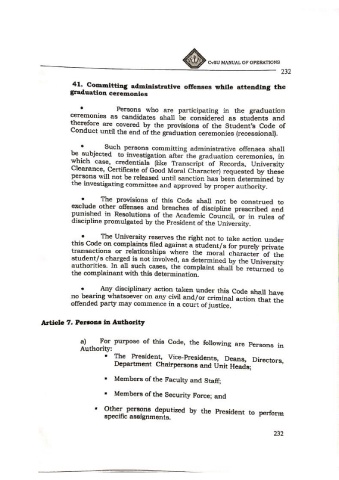 CvSU MANUAL OF OPERATIONS
232
41. Committing administrative offenses while attending the
graduation ceremonies
• Persons who are participating in the graduation
ceremonies as candidates shall be considered as students and
therefore are covered by the provisions of the Student's Code of
Conduct until the end of the graduation ceremonies (recessional).
• Such persons committing administrative offenses shall
be subjected to investigation after the graduation ceremonies, in
which case, credentials (like Transcript of Records, University
Clearance, Certificate of Good Moral Character) requested by these
persons will not be released until sanction has been determined by
the investigating committee and approved by proper authority.
• The provisions of this Code shall not be construed to
exclude other offenses and breaches of discipline prescribed and
punished in Resolutions of the Academic Council, or in rules of
discipline promulgated by the President of the University.
• The University reserves the right not to take action under
this Code on complaints filed against a student/s for purely private
transactions or relationships where the moral character of the
student/s charged is not involved, as determined by the University
authorities. In all such cases, the complaint shall be returned to
the complainant with this determination.
• Any disciplinary action taken under this Code shall have
no bearing whatsoever on any civil and/or criminal action that the
offended party may commence in a court of justice.
Article 7. Persons in Authority
a) For purpose of this Code, the following are Persons in
Authority:
• The President, Vice-Presidents, Deans, Directors,
Department Chairpersons and Unit Heads;
• Members of the Faculty and Staff;
• Members of the Security Force; and
• Other persons deputized by the President to perform
specific assignments.
232